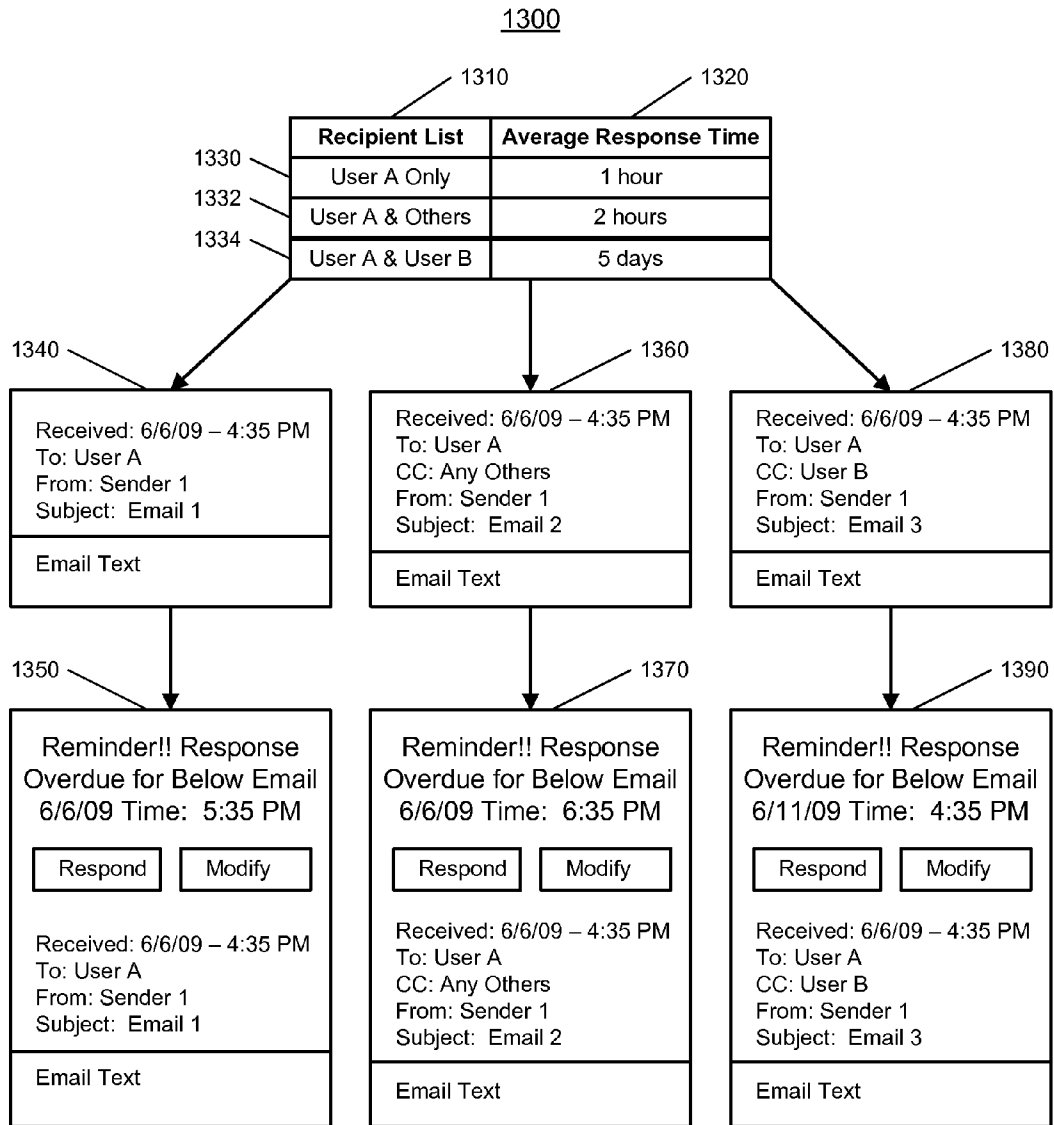 1300
1310
1320
Recipient List Average Response Time
1330
User A Only 1 hour
1332
User A & Others 2 hours
1334
User A & User B 5 days
1340
Received: 6/6/09 – 4:35 PM
To: User A
From: Sender 1
Subject: Email 1
Email Text
1360
Received: 6/6/09 – 4:35 PM
To: User A
CC: Any Others
From: Sender 1
Subject: Email 2
Email Text
1380
Received: 6/6/09 – 4:35 PM
To: User A
CC: User B
From: Sender 1
Subject: Email 3
Email Text
1350
Reminder!! Response
Overdue for Below Email
6/6/09 Time: 5:35 PM
Respond Modify
Received: 6/6/09 – 4:35 PM
To: User A
From: Sender 1
Subject: Email 1
Email Text
1370
Reminder!! Response
Overdue for Below Email
6/6/09 Time: 6:35 PM
Respond Modify
Received: 6/6/09 – 4:35 PM
To: User A
CC: Any Others
From: Sender 1
Subject: Email 2
Email Text
1390
Reminder!! Response
Overdue for Below Email
6/11/09 Time: 4:35 PM
Respond Modify
Received: 6/6/09 – 4:35 PM
To: User A
CC: User B
From: Sender 1
Subject: Email 3
Email Text